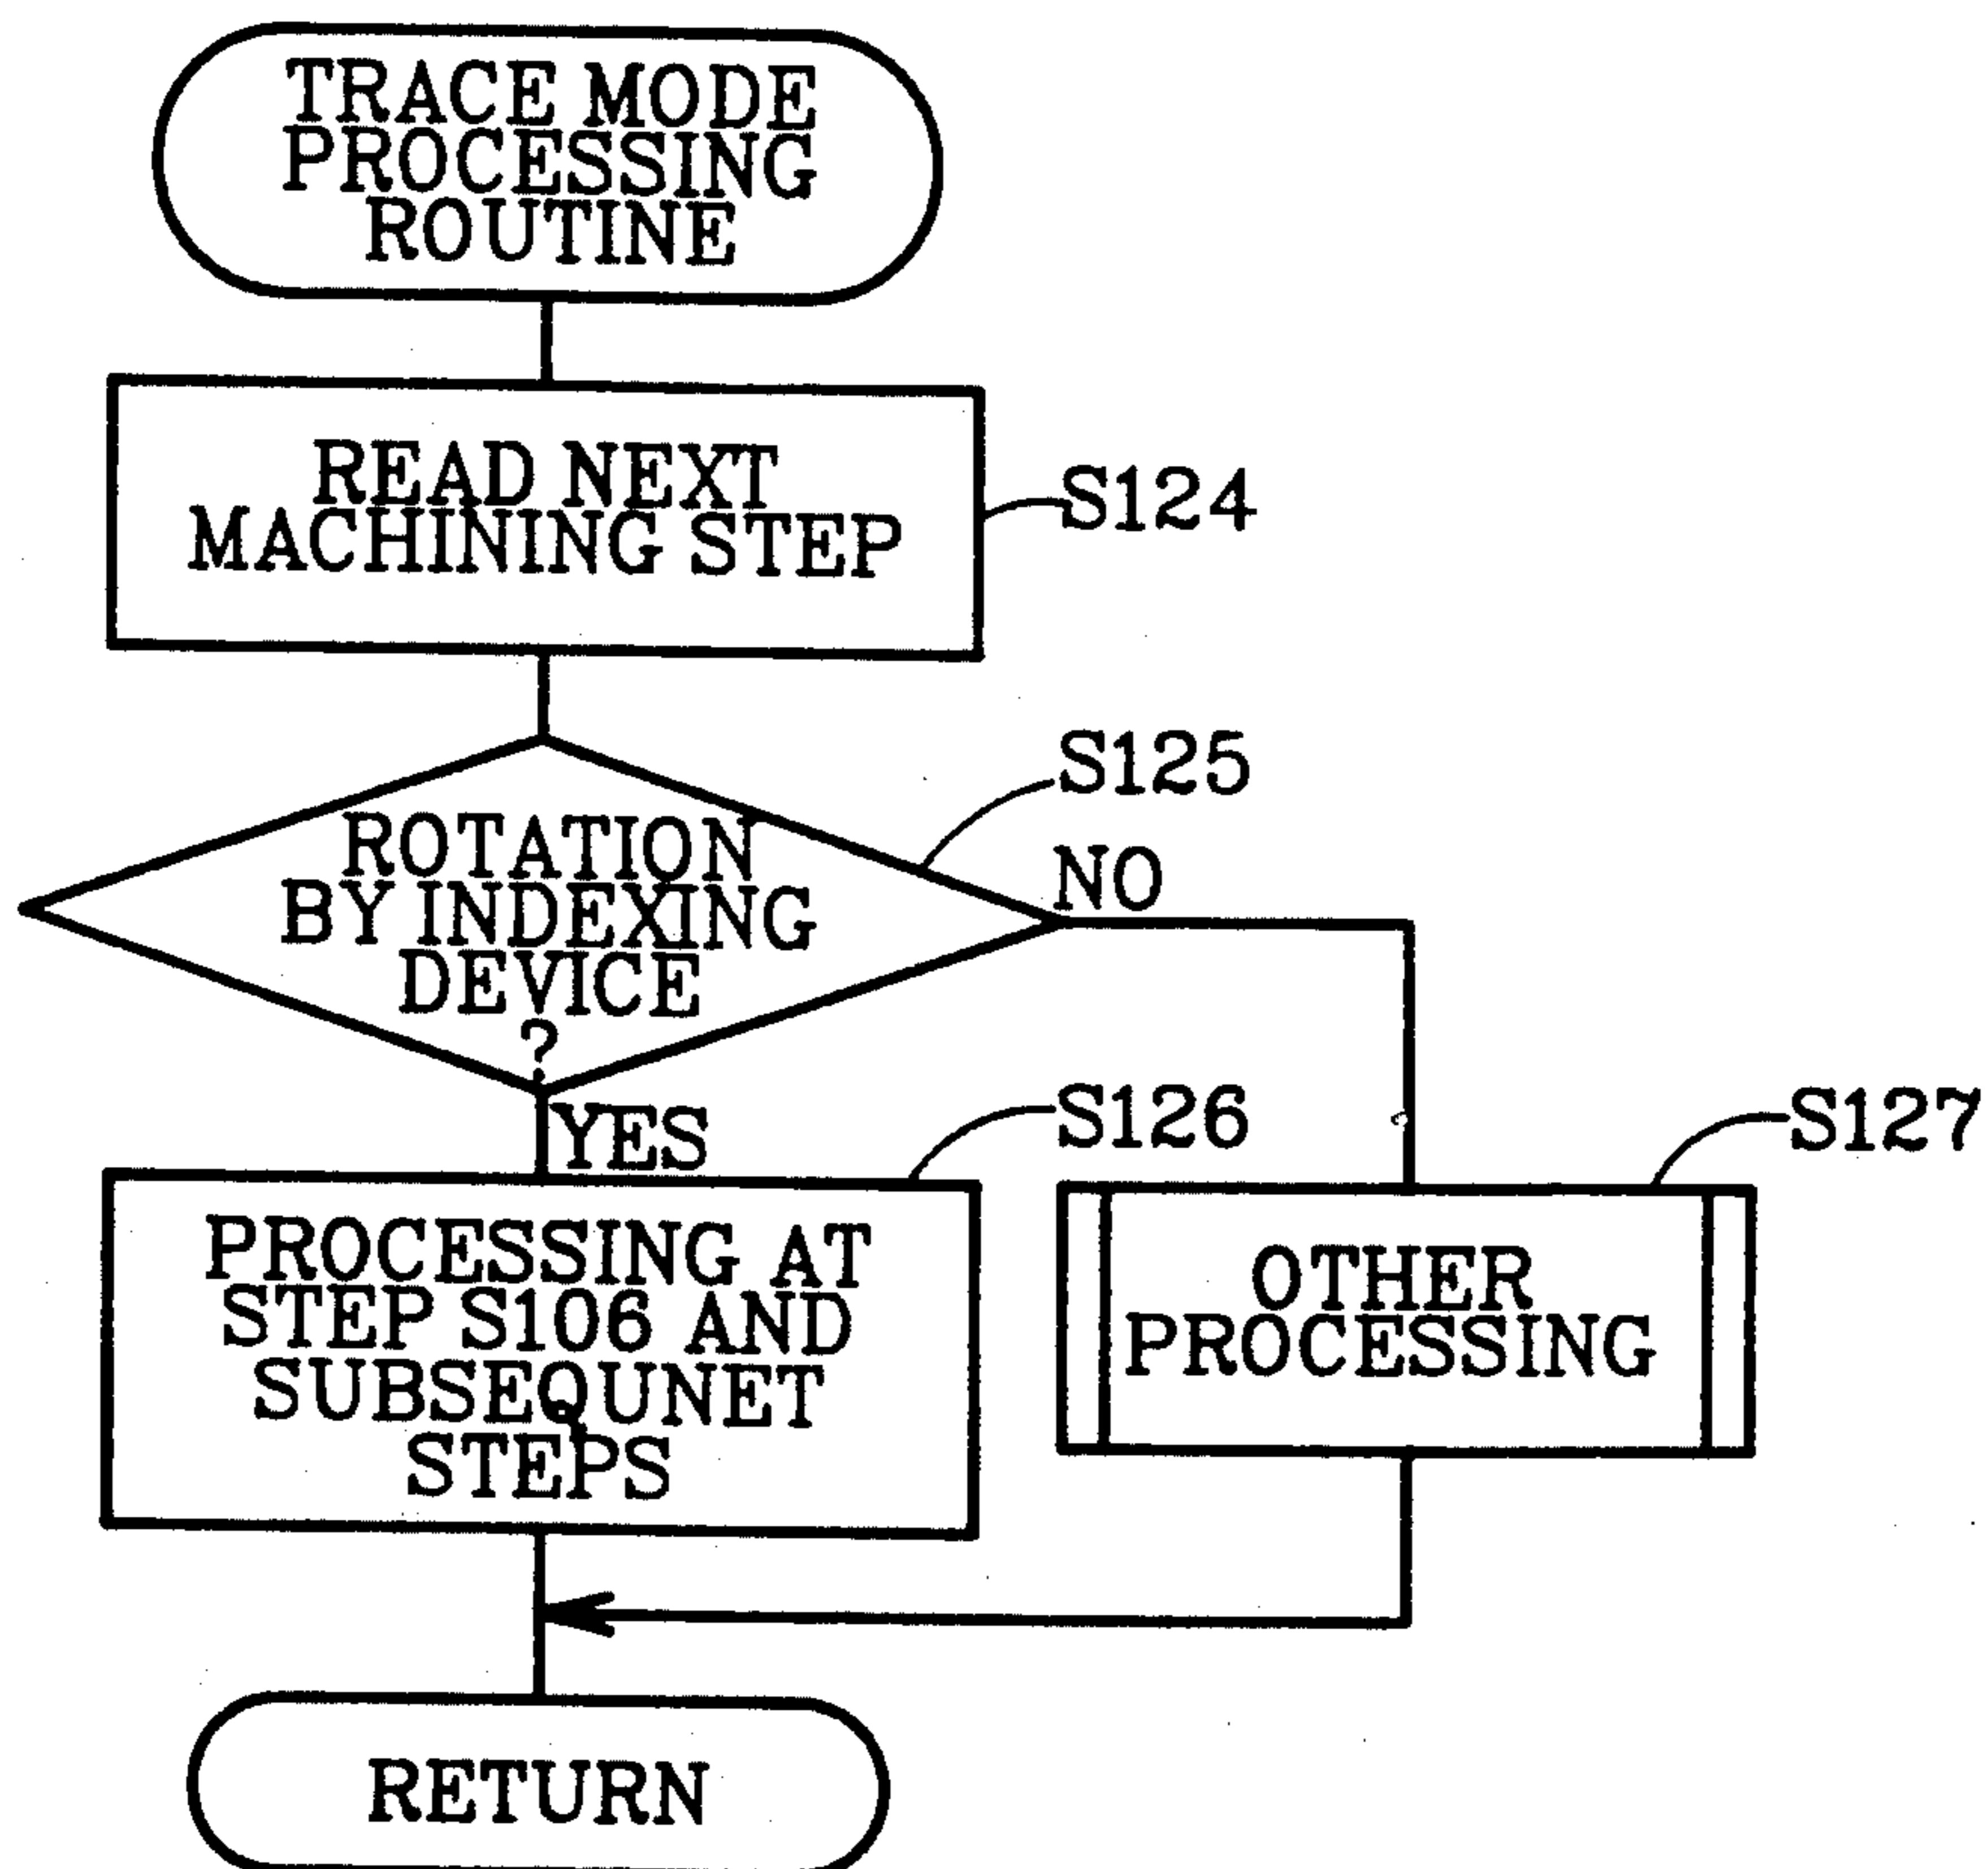 TRACE MODE
PROCESSING
ROUTINE
READ NEXT
MACHINING STEP
S124
S125
ROTATION
BY INDEXING
DEVICE
?
NO
YES
S126
S127
PROCESSING AT
STEP S106 AND
SUBSEQUNET
STEPS
OTHER
PROCESSING
RETURN